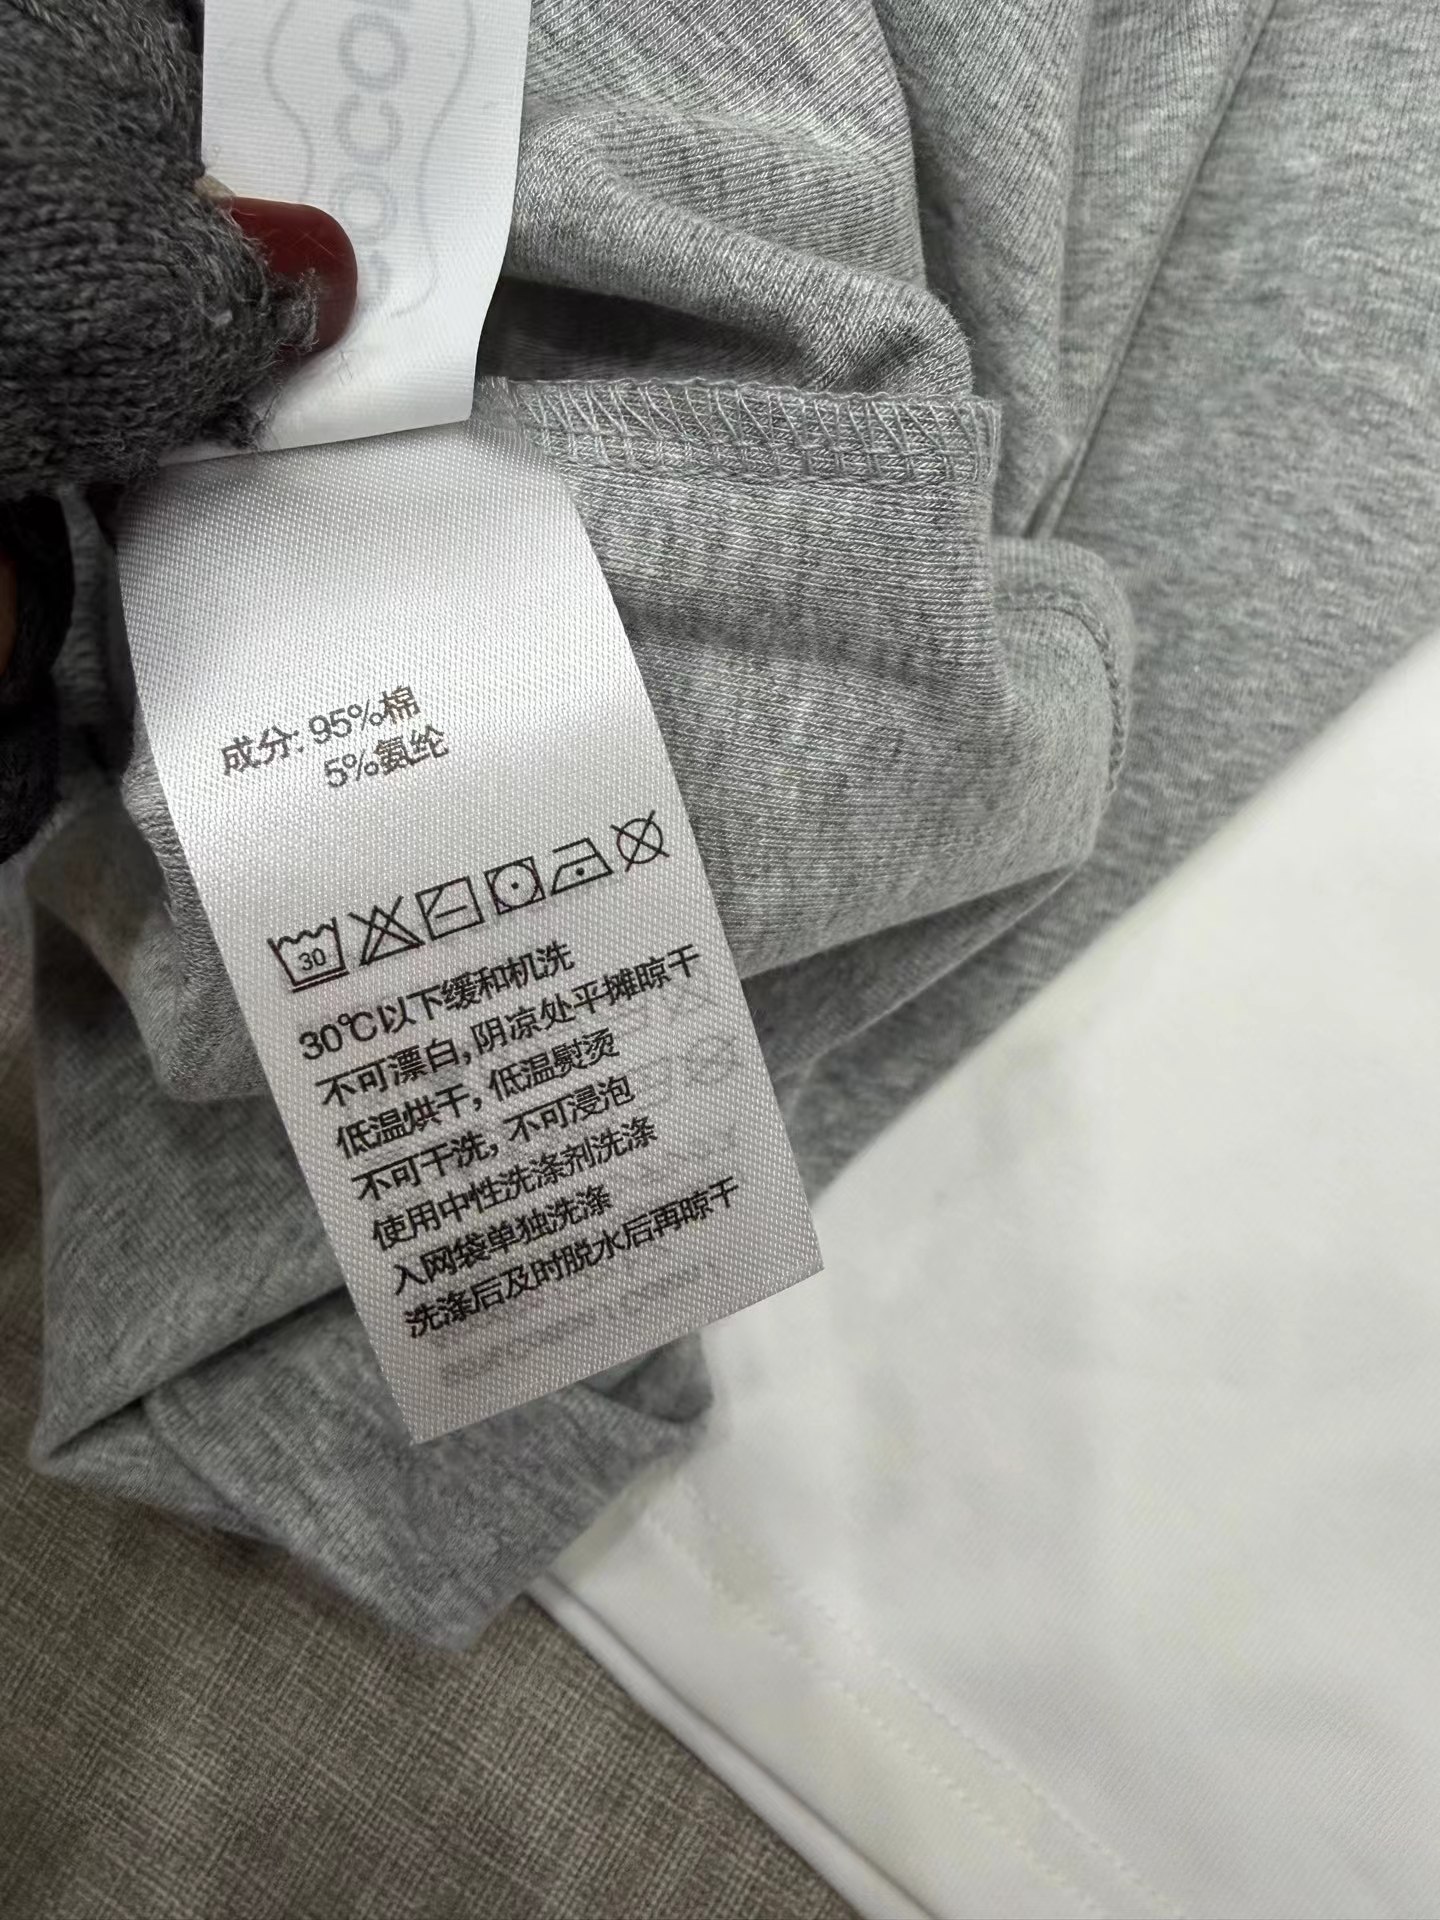 成分: 95%棉
5%氨纶
30
30℃以下缓和机洗
不可漂白, 阴凉处平摊晾干
低温烘干, 低温熨烫
不可干洗, 不可浸泡
使用中性洗涤剂洗涤
入网袋单独洗涤
洗涤后及时脱水后再晾干